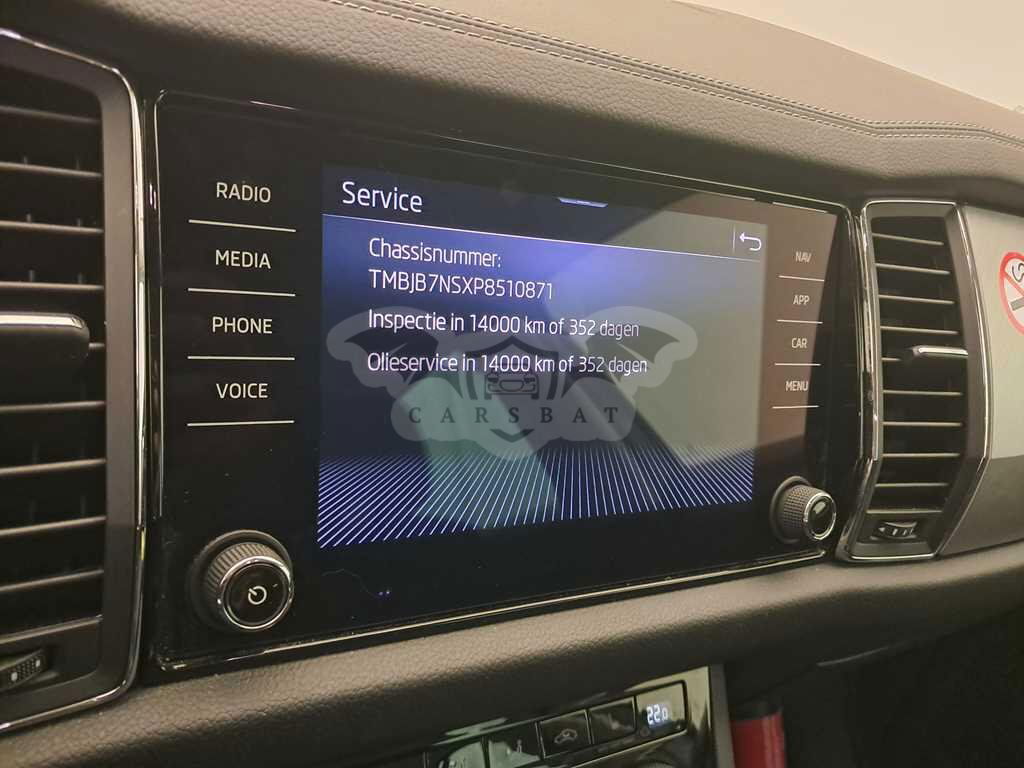 RADIO
MEDIA
PHONE
VOICE
Service
Chassisnummer:
TMBJB7NSXP8510871
Inspectie in 14000 km of 352 dagen
Olieservice in 14000 km of 352 dagen
CARSBAT
NAV
APP
CAR
MENU
22.0